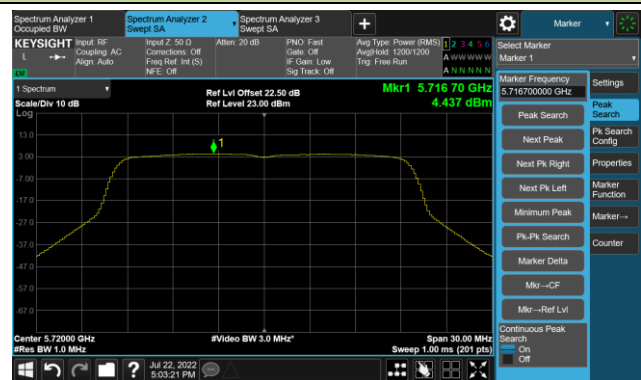 Spectrum Analyzer 1
Occupied BW
Spectrum Analyzer 2
Swept SA
Spectrum Analyzer 3
Swept SA
+
Marker
KEYSIGHT
L
LW
Input: RF
Coupling: AC
Align: Auto
Input Z: 50 Ω
Corrections: Off
Freq Ref: Int (S)
NFE: Off
Atten: 20 dB
PNO: Fast
Gate: Off
IF Gain: Low
Sig Track: Off
Avg Type: Power (RMS)
Avg|Hold: 1200/1200
Trig: Free Run
1 2 3 4 5 6
A W W W W W
A N N N N N
Select Marker
Marker 1
1 Spectrum
Scale/Div 10 dB
Log
Ref Lvl Offset 22.50 dB
Ref Level 23.00 dBm
Mkr1 5.716 70 GHz
4.437 dBm
1
13.0
3.00
-7.00
-17.0
-27.0
-37.0
-47.0
-57.0
-67.0
Center 5.72000 GHz
#Res BW 1.0 MHz
#Video BW 3.0 MHz*
Span 30.00 MHz
Sweep 1.00 ms (201 pts)
Marker Frequency
5.716700000 GHz
Peak Search
Next Peak
Next Pk Right
Next Pk Left
Minimum Peak
Pk-Pk Search
Marker Delta
Mkr→CF
Mkr→Ref Lvl
Continuous Peak
Search
On
Off
Settings
Peak
Search
Pk Search
Config
Properties
Marker
Function
Marker→
Counter
?
Jul 22, 2022
5:03:21 PM